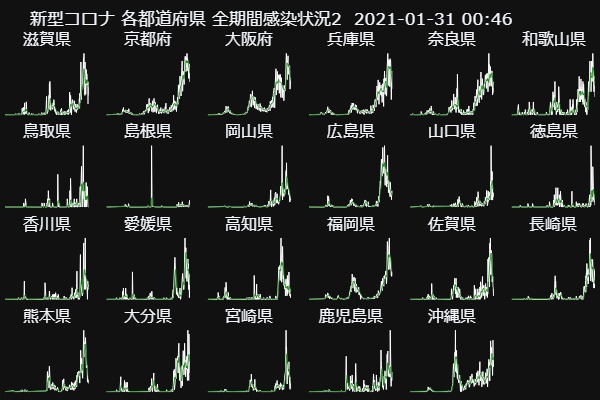 新型コロナ 各都道府県 全期間感染状況2 2021-01-31 00:46
滋賀県 京都府 大阪府 兵庫県 奈良県 和歌山県
鳥取県 島根県 岡山県 広島県 山口県 徳島県
香川県 愛媛県 高知県 福岡県 佐賀県 長崎県
熊本県 大分県 宮崎県 鹿児島県 沖縄県